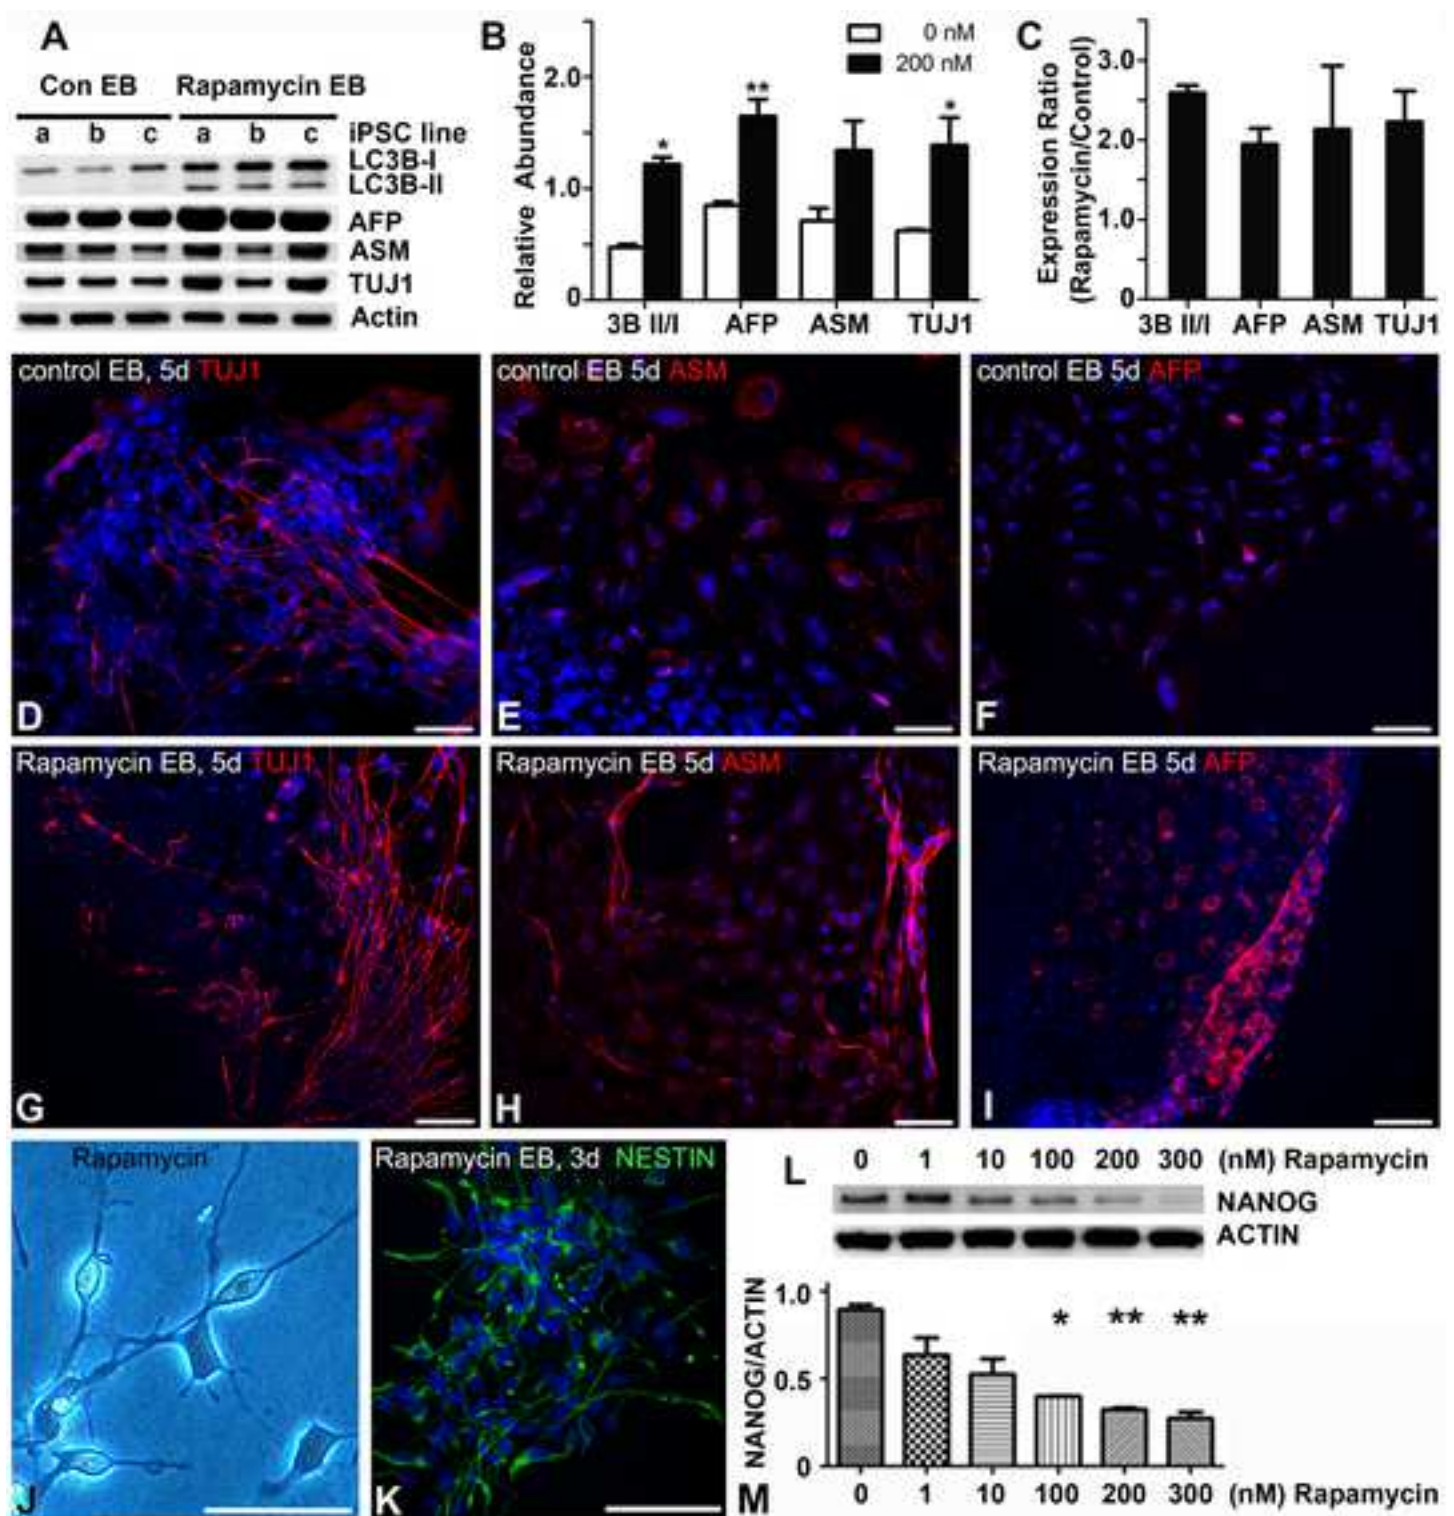 A
Con EB Rapamycin EB
a b c a b c iPSC line
LC3B-I
LC3B-II
AFP
ASM
TUJ1
Actin
B
Relative Abundance
0 nM
200 nM
2.0
1.0
0
* ** *
3B II/I AFP ASM TUJ1
C
Expression Ratio
(Rapamycin/Control)
3.0
2.0
1.0
0
3B II/I AFP ASM TUJ1
control EB, 5d TUJ1
D
control EB 5d ASM
E
control EB 5d AFP
F
Rapamycin EB, 5d TUJ1
G
Rapamycin EB 5d ASM
H
Rapamycin EB 5d AFP
I
Rapamycin
J
Rapamycin EB, 3d NESTIN
K
L
0 1 10 100 200 300 (nM) Rapamycin
NANOG
ACTIN
NANOG/ACTIN
1.0
0.5
0
* ** **
M
0 1 10 100 200 300 (nM) Rapamycin